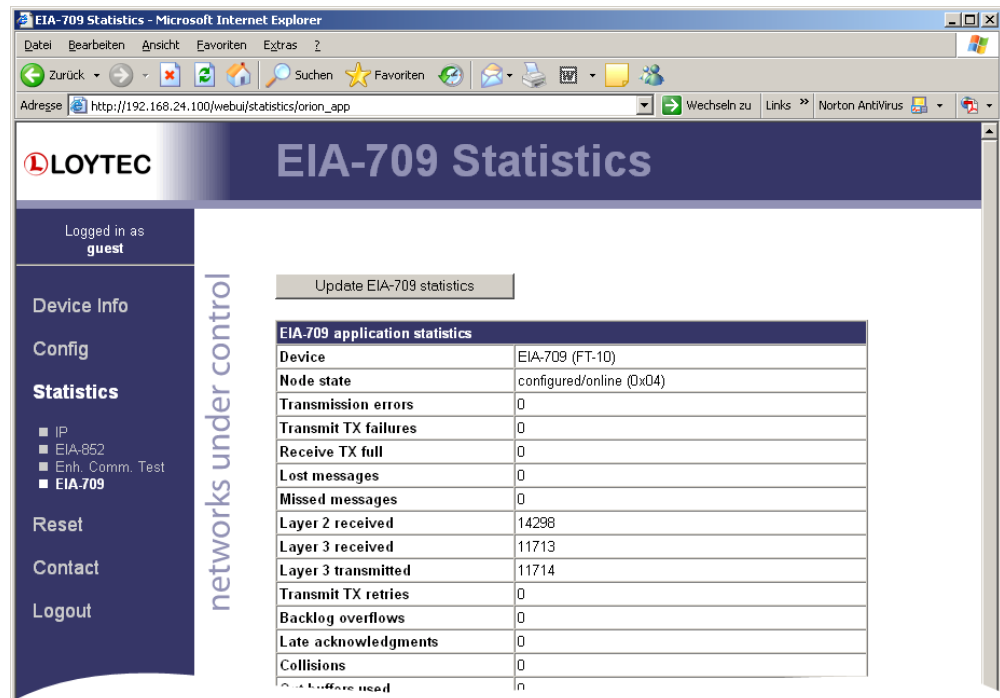 EIA-709 Statistics - Microsoft Internet Explorer
Datei Bearbeiten Ansicht Favoriten Extras ?
Zurück Suchen Favoriten
Adresse http://192.168.24.100/webui/statistics/orion_app Wechseln zu Links » Norton AntiVirus
LOYTEC
EIA-709 Statistics
Logged in as
guest
Device Info
Config
Statistics
IP
EIA-852
Enh. Comm. Test
EIA-709
Reset
Contact
Logout
networks under control
Update EIA-709 statistics
EIA-709 application statistics
Device EIA-709 (FT-10)
Node state configured/online (0x04)
Transmission errors 0
Transmit TX failures 0
Receive TX full 0
Lost messages 0
Missed messages 0
Layer 2 received 14298
Layer 3 received 11713
Layer 3 transmitted 11714
Transmit TX retries 0
Backlog overflows 0
Late acknowledgments 0
Collisions 0
buffers used 0